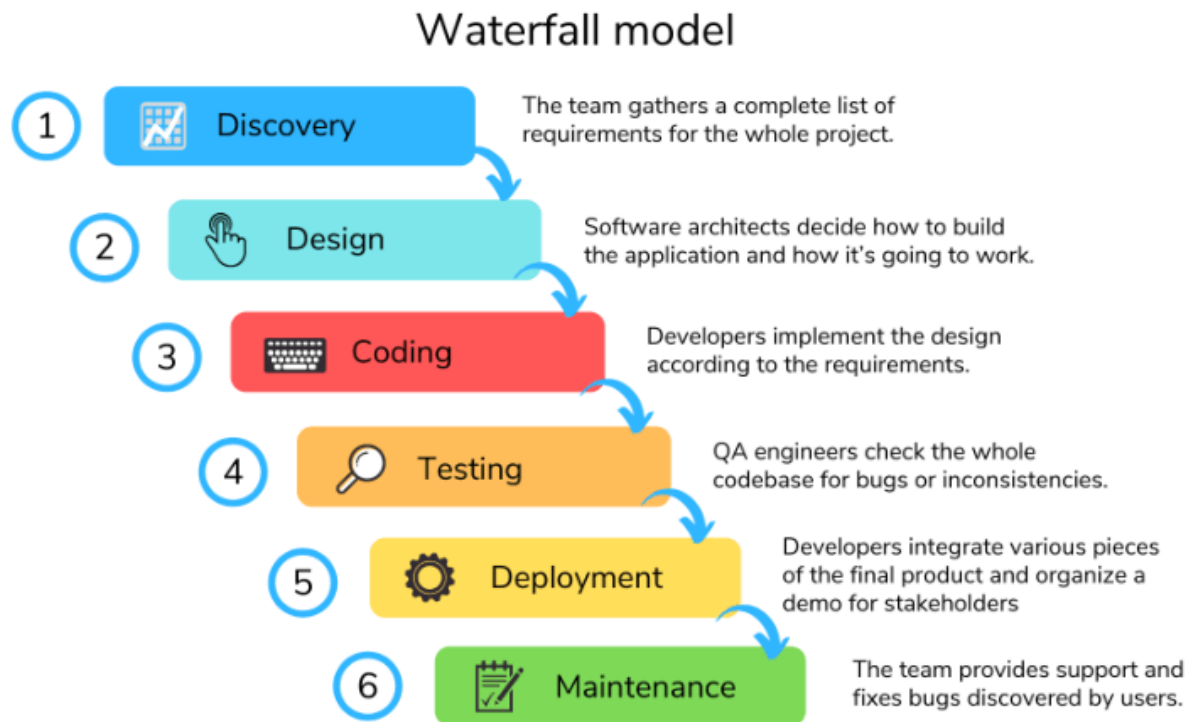 Waterfall model
1
Discovery
The team gathers a complete list of
requirements for the whole project.
2
Design
Software architects decide how to build
the application and how it's going to work.
3
Coding
Developers implement the design
according to the requirements.
4
Testing
QA engineers check the whole
codebase for bugs or inconsistencies.
5
Deployment
Developers integrate various pieces
of the final product and organize a
demo for stakeholders
6
Maintenance
The team provides support and
fixes bugs discovered by users.